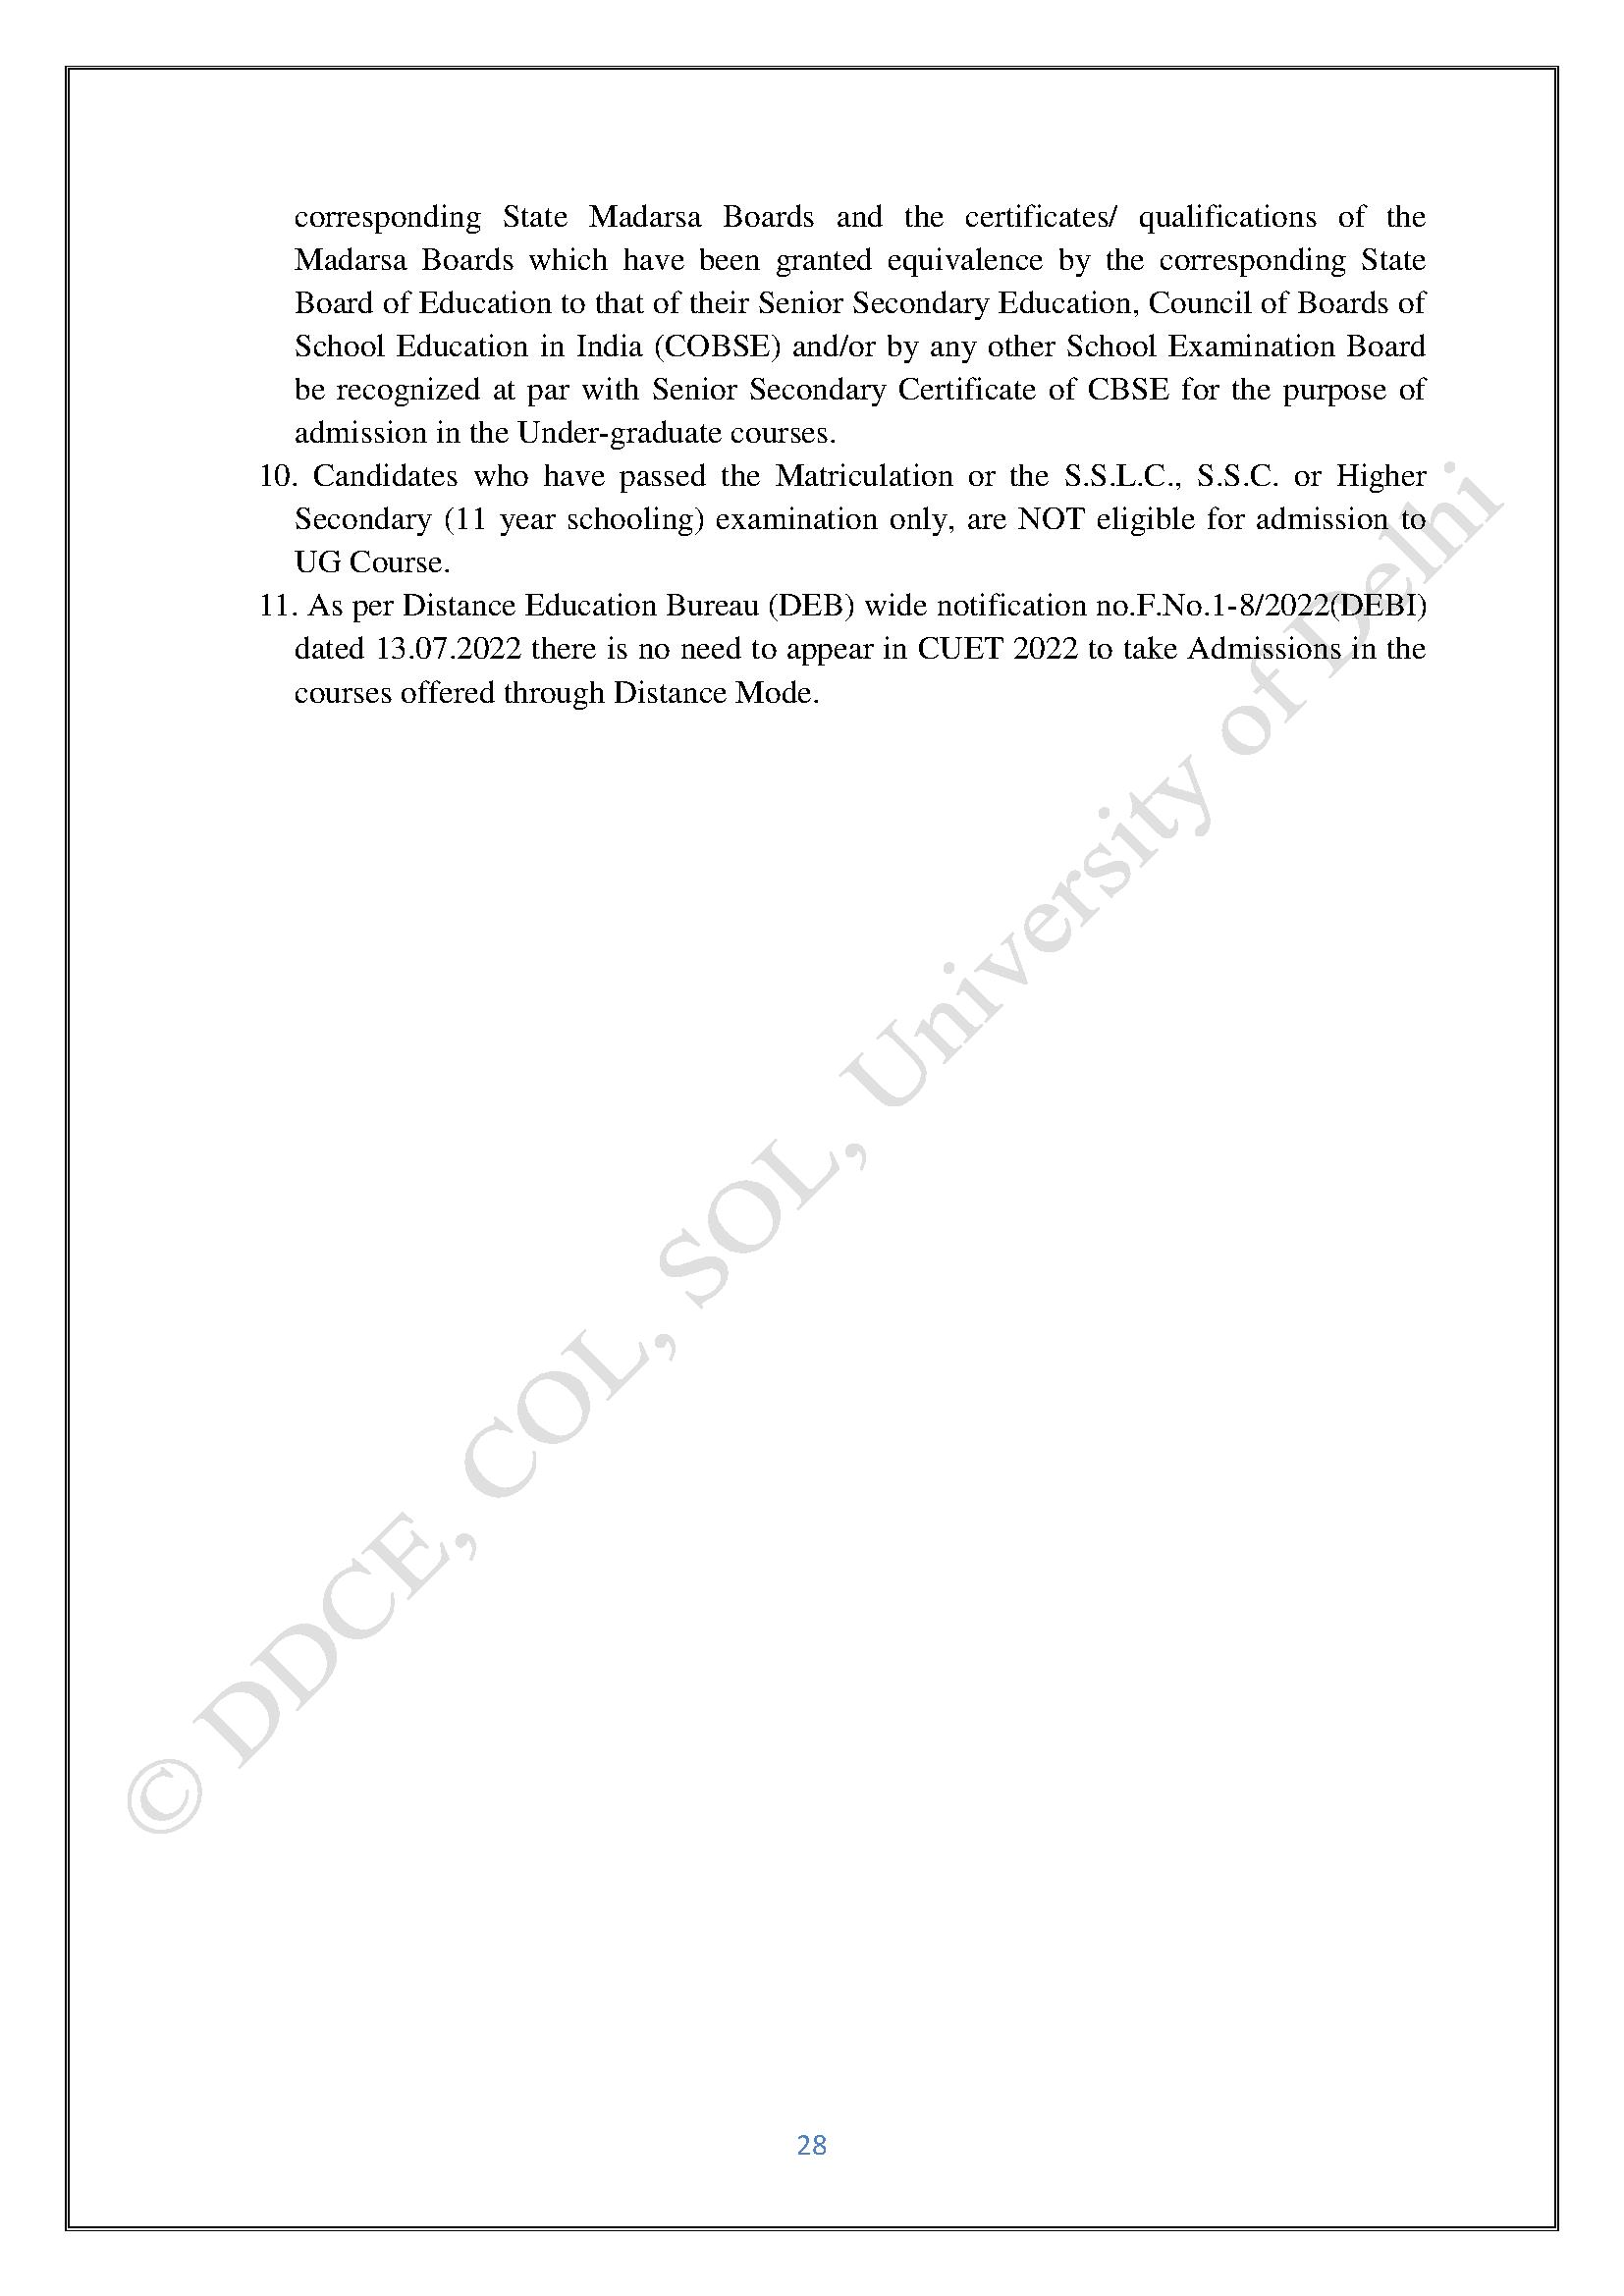 corresponding State Madarsa Boards and the certificates/ qualifications of the
Madarsa Boards which have been granted equivalence by the corresponding State
Board of Education to that of their Senior Secondary Education, Council of Boards of
School Education in India (COBSE) and/or by any other School Examination Board
be recognized at par with Senior Secondary Certificate of CBSE for the purpose of
admission in the Under-graduate courses.
10. Candidates who have passed the Matriculation or the S.S.L.C., S.S.C. or Higher
Secondary (11 year schooling) examination only, are NOT eligible for admission to
UG Course.
11. As per Distance Education Bureau (DEB) wide notification no.F.No.1-8/2022(DEBI)
dated 13.07.2022 there is no need to appear in CUET 2022 to take Admissions in the
courses offered through Distance Mode.
© DDCE, COL, SOL, University of Delhi
28